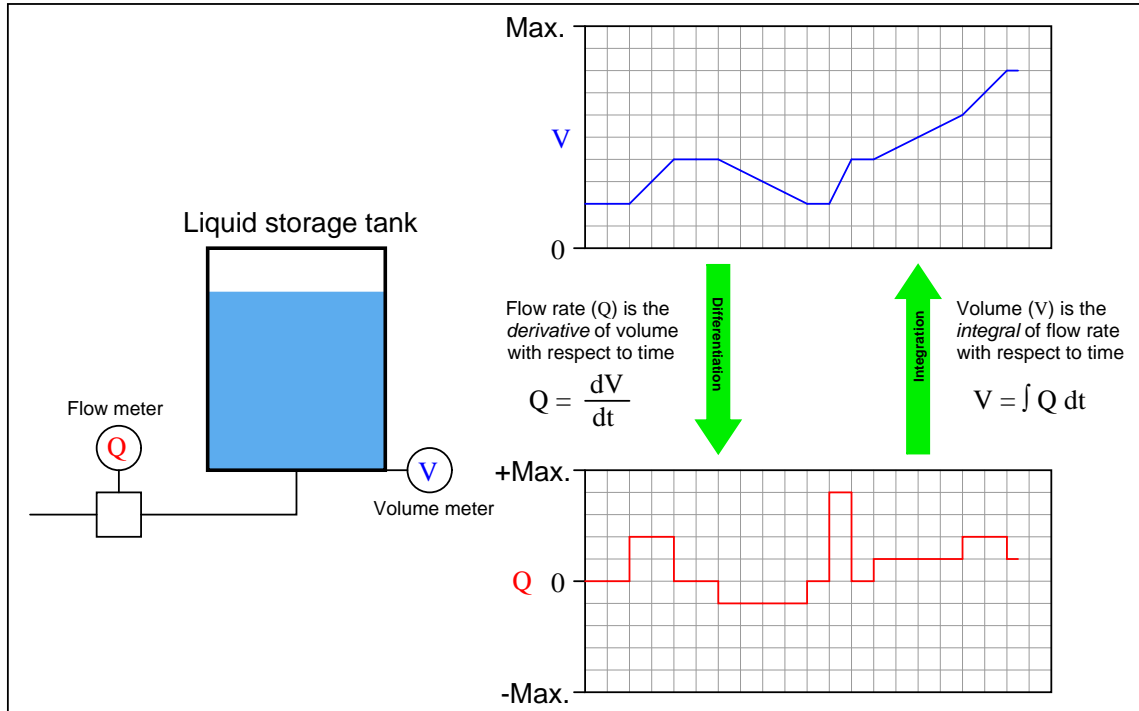 Max.
V
0
Liquid storage tank
Flow meter
Q
V
Volume meter
Flow rate (Q) is the
derivative of volume
with respect to time
Q = dV
dt
Differentiation
Integration
Volume (V) is the
integral of flow rate
with respect to time
V = ∫ Q dt
+Max.
Q 0
-Max.